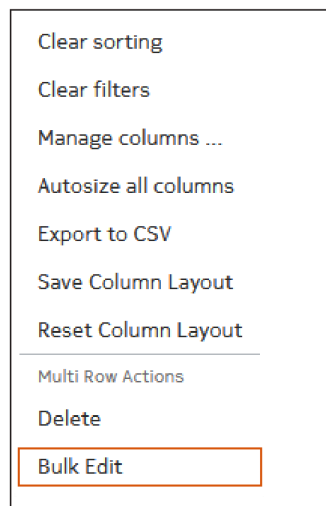 Clear sorting
Clear filters
Manage columns ...
Autosize all columns
Export to CSV
Save Column Layout
Reset Column Layout
Multi Row Actions
Delete
Bulk Edit